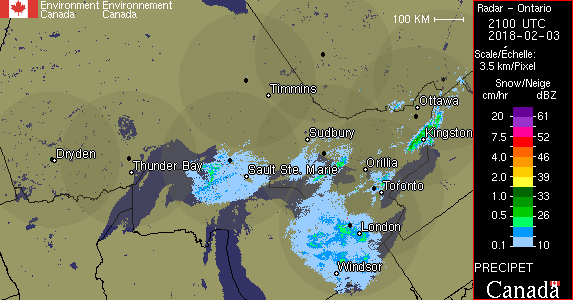 Environment Environnement
Canada Canada
100 KM
Timmins
Ottawa
Sudbury
Kingston
Dryden
Thunder Bay
Sault Ste. Marie
Orillia
Toronto
London
Windsor
Radar - Ontario
2100 UTC
2018-02-03
Scale/Échelle:
3.5 km/Pixel
Snow/Neige
cm/hr dBZ
20 61
7.5 52
4.0 46
2.0 39
1.0 33
0.5 26
0.1 10
PRECIPET
Canada